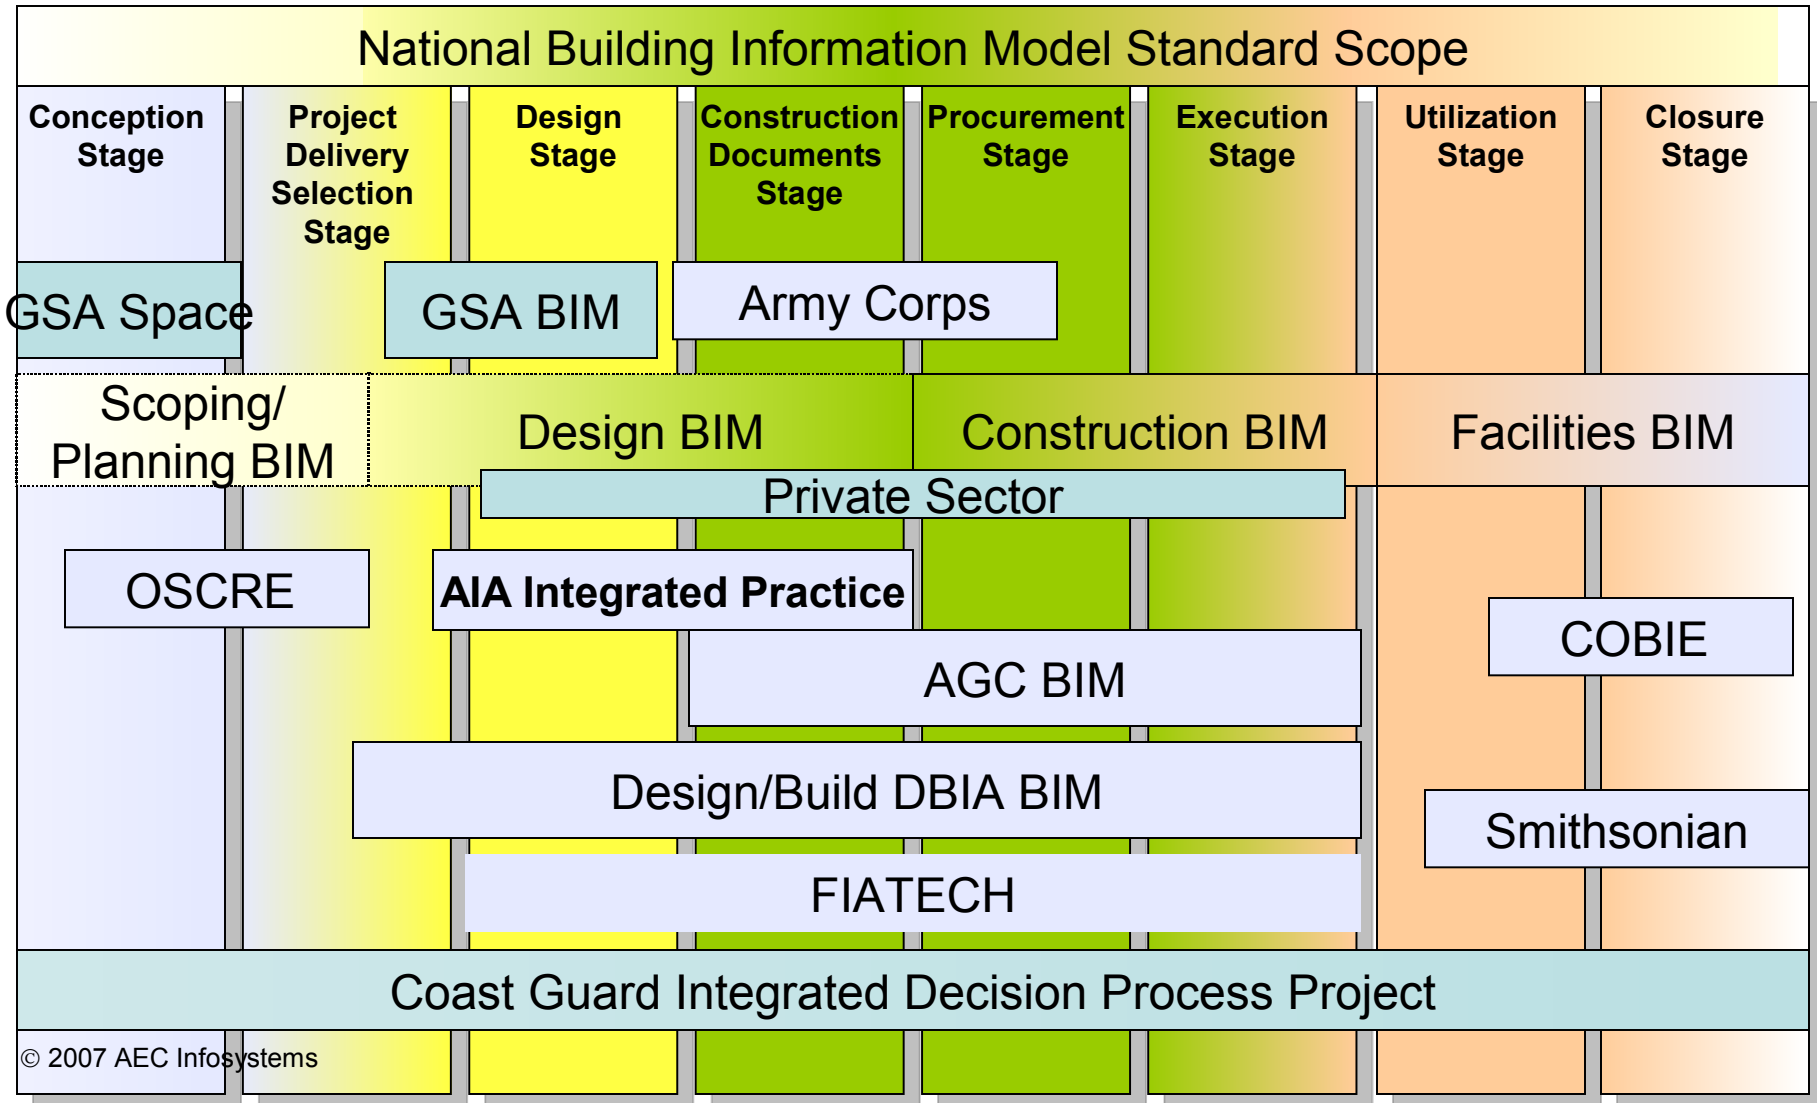 National Building Information Model Standard Scope
Conception
Stage
Project
Delivery
Selection
Stage
Design
Stage
Construction
Documents
Stage
Procurement
Stage
Execution
Stage
Utilization
Stage
Closure
Stage
GSA Space
GSA BIM
Army Corps
Scoping/
Planning BIM
Design BIM
Construction BIM
Facilities BIM
Private Sector
OSCRE
AIA Integrated Practice
COBIE
AGC BIM
Design/Build DBIA BIM
Smithsonian
FIATECH
Coast Guard Integrated Decision Process Project
© 2007 AEC Infosystems